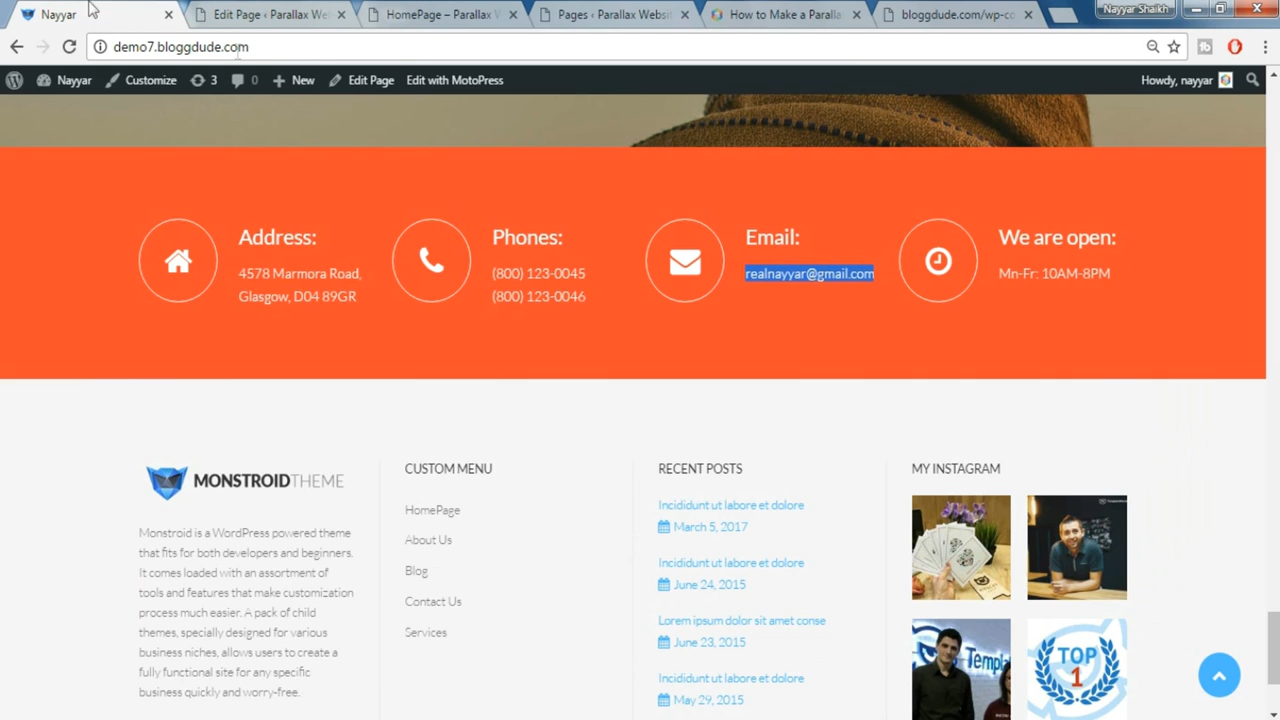 Nayyar
Edit Page ‹ Parallax We
HomePage – Parallax W
Pages ‹ Parallax Websi
How to Make a Paralla
bloggdude.com/wp-co
Nayyar Shaikh
demo7.bloggdude.com
Nayyar
Customize
3
0
New
Edit Page
Edit with MotoPress
Howdy, nayyar
Address:
4578 Marmora Road,
Glasgow, D04 89GR
Phones:
(800) 123-0045
(800) 123-0046
Email:
realnayyar@gmail.com
We are open:
Mn-Fr: 10AM-8PM
MONSTROIDTHEME
Monstroid is a WordPress powered theme
that fits for both developers and beginners.
It comes loaded with an assortment of
tools and features that make customization
process much easier. A pack of child
themes, specially designed for various
business niches, allows users to create a
fully functional site for any specific
business quickly and worry-free.
CUSTOM MENU
HomePage
About Us
Blog
Contact Us
Services
RECENT POSTS
Incididunt ut labore et dolore
March 5, 2017
Incididunt ut labore et dolore
June 24, 2015
Lorem ipsum dolor sit amet conse
June 23, 2015
Incididunt ut labore et dolore
May 29, 2015
MY INSTAGRAM
Templa
TOP
1